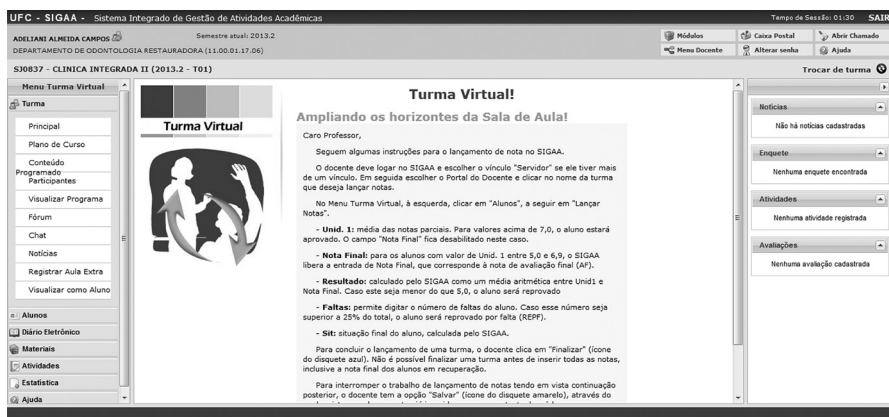 UFC - SIGAA - Sistema Integrado de Gestão de Atividades Acadêmicas
Tempo de Sessão: 01:30 SAIR
ADELIANI ALMEIDA CAMPOS
Semestre atual: 2013.2
Módulos
Caixa Postal
Abrir Chamado
DEPARTAMENTO DE ODONTOLOGIA RESTAURADORA (11.00.01.17.06)
Menu Docente
Alterar senha
Ajuda
SJ0837 - CLINICA INTEGRADA II (2013.2 - T01)
Trocar de turma
Menu Turma Virtual
Turma
Principal
Plano de Curso
Conteúdo
Programado
Participantes
Visualizar Programa
Fórum
Chat
Notícias
Registrar Aula Extra
Visualizar como Aluno
Alunos
Diário Eletrônico
Materiais
Atividades
Estatística
Ajuda
Turma Virtual
Turma Virtual!
Ampliando os horizontes da Sala de Aula!
Caro Professor,
Seguem algumas instruções para o lançamento de nota no SIGAA.
O docente deve logar no SIGAA e escolher o vínculo "Servidor" se ele tiver mais
de um vínculo. Em seguida escolher o Portal do Docente e clicar no nome da turma
que deseja lançar notas.
No Menu Turma Virtual, à esquerda, clicar em "Alunos", a seguir em "Lançar
Notas".
- Unid. 1: média das notas parciais. Para valores acima de 7,0, o aluno estará
aprovado. O campo "Nota Final" fica desabilitado neste caso.
- Nota Final: para os alunos com valor de Unid. 1 entre 5,0 e 6,9, o SIGAA
libera a entrada de Nota Final, que corresponde à nota de avaliação final (AF).
- Resultado: calculado pelo SIGAA como um média aritmética entre Unid1 e
Nota Final. Caso este seja menor do que 5,0, o aluno será reprovado
- Faltas: permite digitar o número de faltas do aluno. Caso esse número seja
superior a 25% do total, o aluno será reprovado por falta (REPF).
- Sit: situação final do aluno, calculada pelo SIGAA.
Para concluir o lançamento de uma turma, o docente clica em "Finalizar" (ícone
do disquete azul). Não é possível finalizar uma turma antes de inserir todas as notas,
inclusive a nota final dos alunos em recuperação.
Para interromper o trabalho de lançamento de notas tendo em vista continuação
posterior, o docente tem a opção "Salvar" (ícone do disquete amarelo), através do
Notícias
Não há notícias cadastradas
Enquete
Nenhuma enquete encontrada
Atividades
Nenhuma atividade registrada
Avaliações
Nenhuma avaliação cadastrada